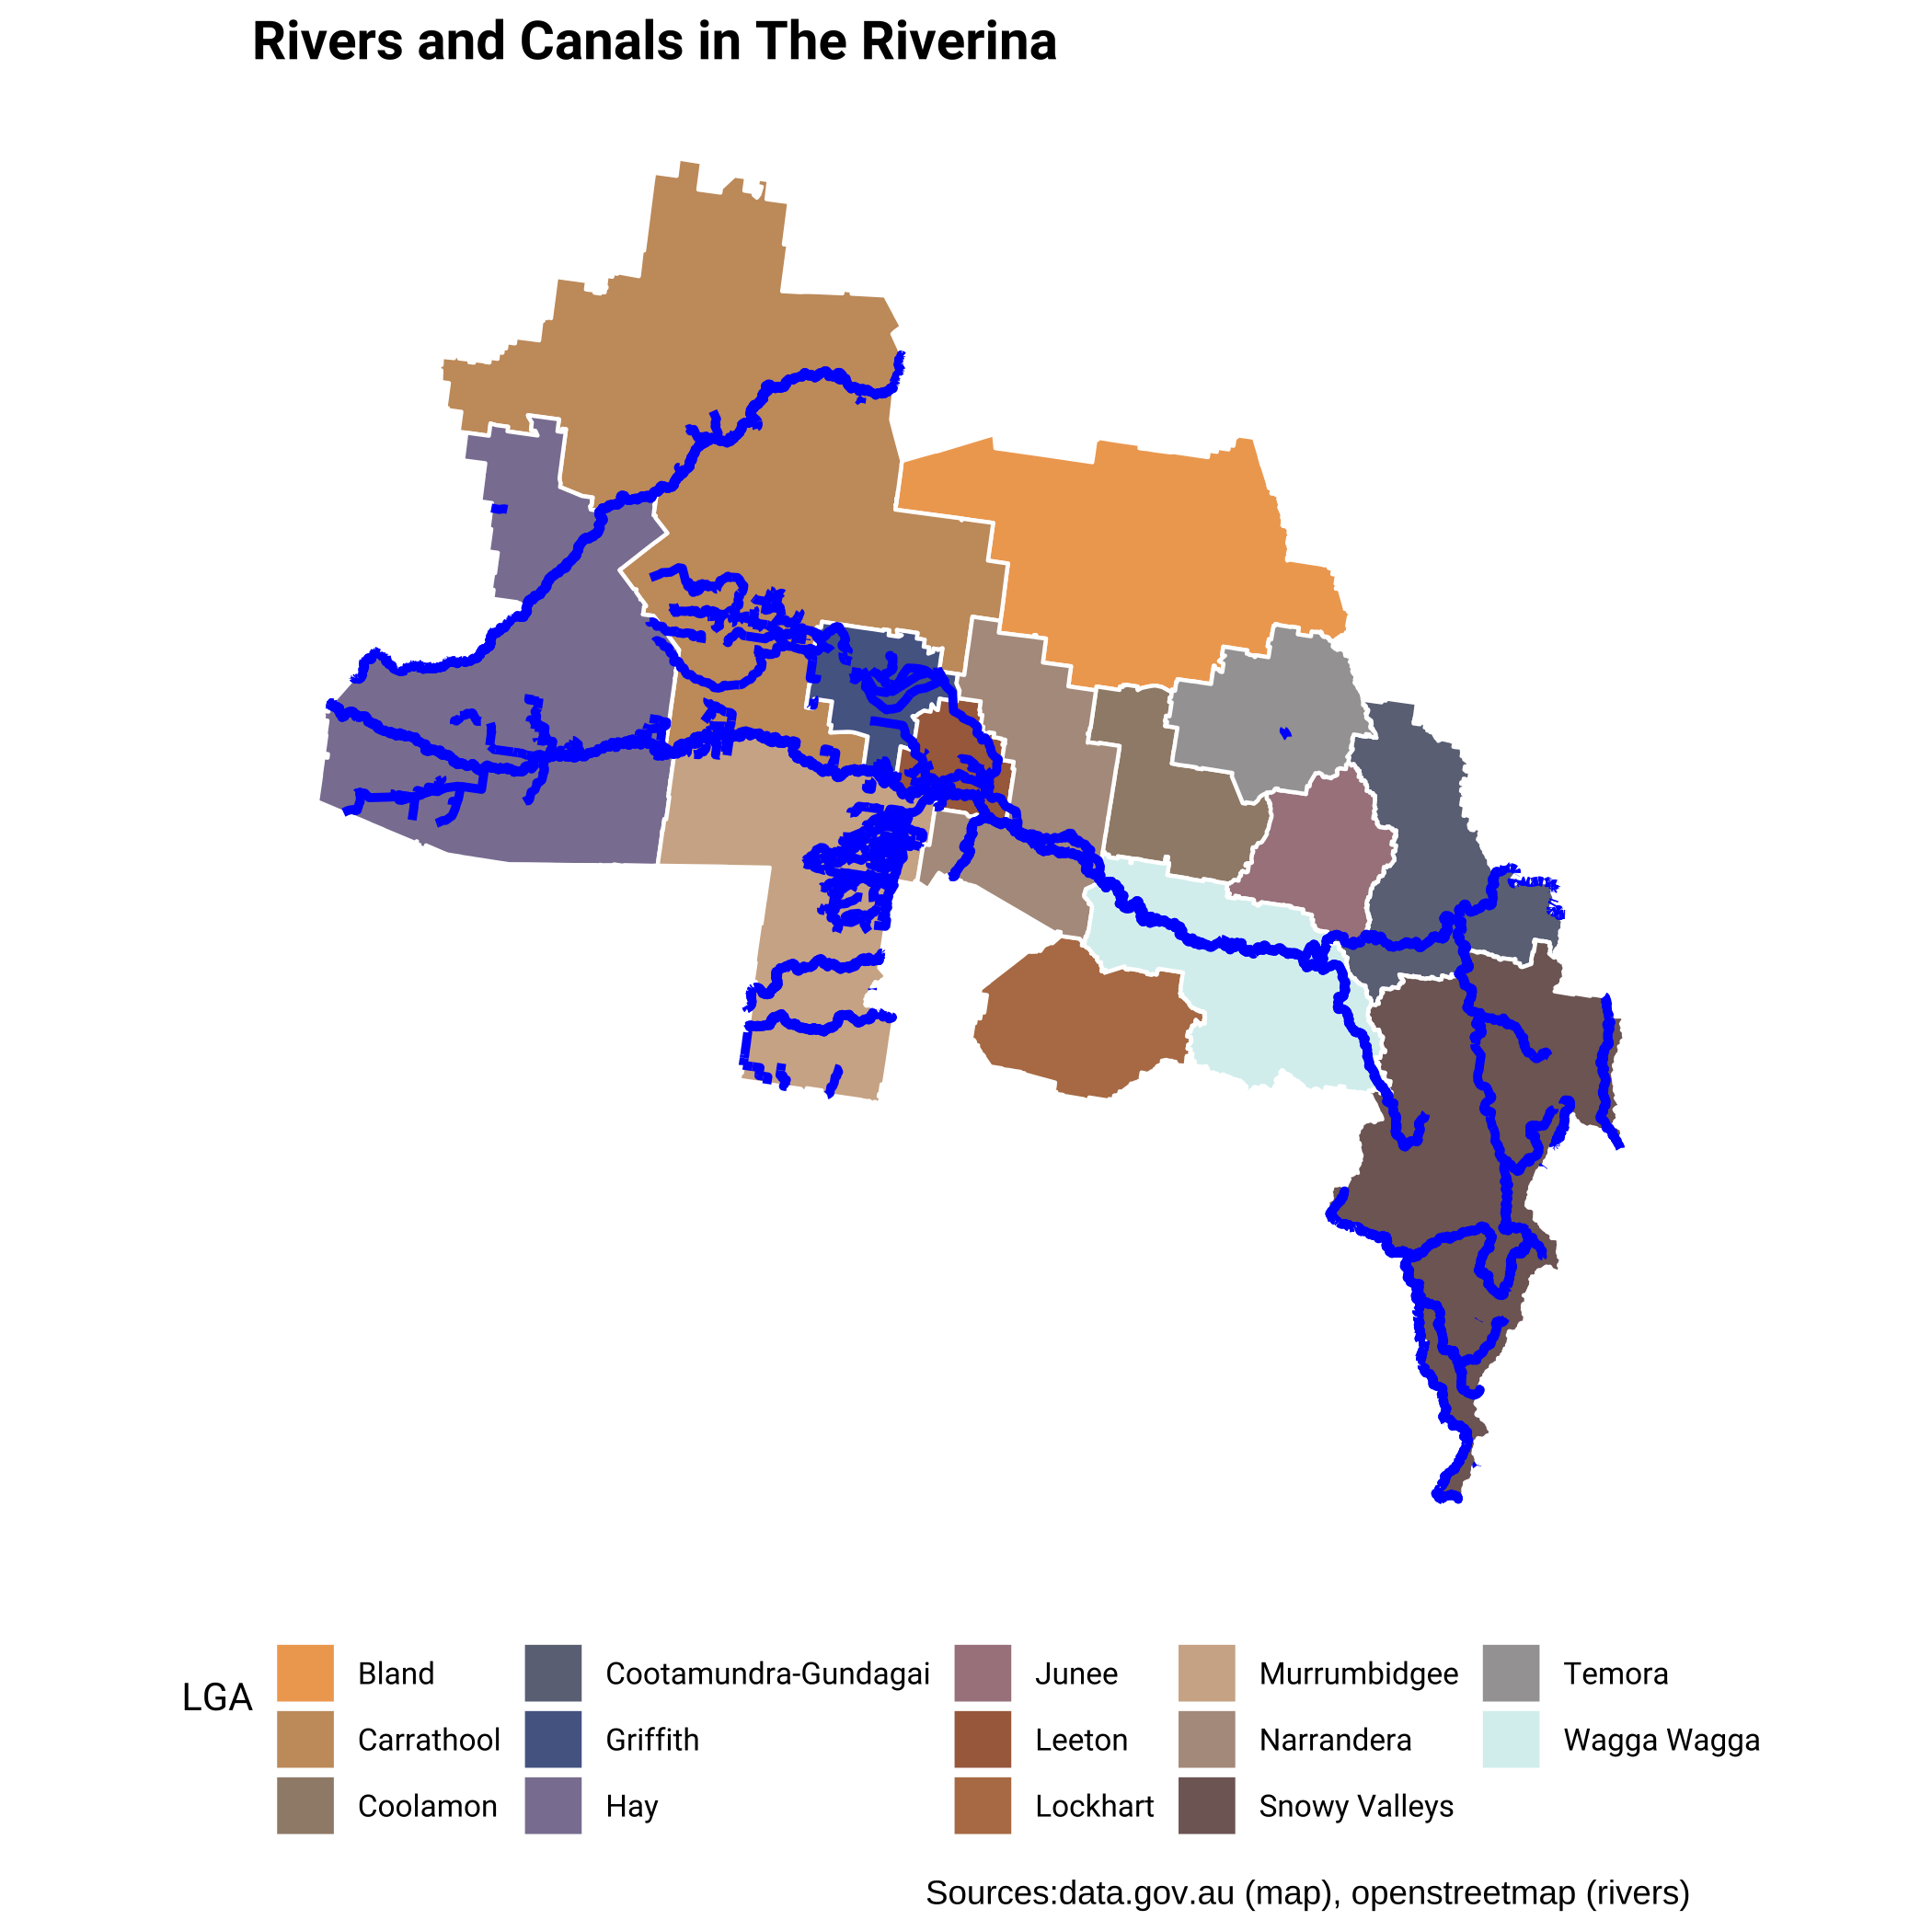 Rivers and Canals in The Riverina
LGA
Bland
Carrathool
Coolamon
Cootamundra-Gundagai
Griffith
Hay
Junee
Leeton
Lockhart
Murrumbidgee
Narrandera
Snowy Valleys
Temora
Wagga Wagga
Sources:data.gov.au (map), openstreetmap (rivers)